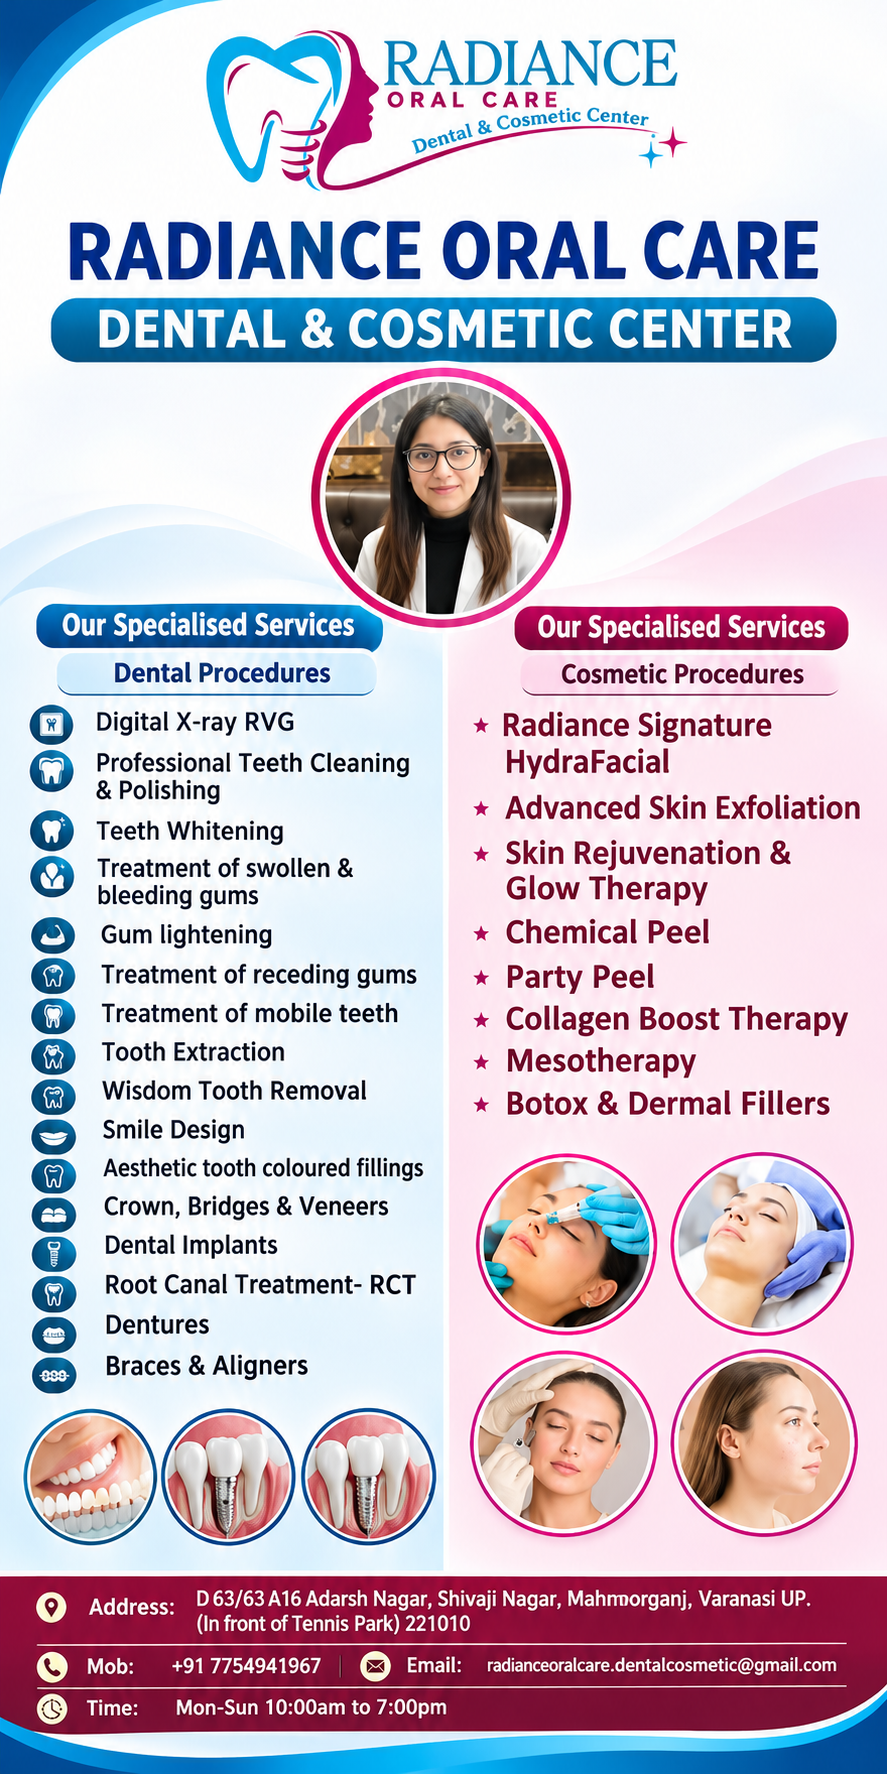 RADIANCE
ORAL CARE
Dental & Cosmetic Center
RADIANCE ORAL CARE
DENTAL & COSMETIC CENTER
Our Specialised Services
Dental Procedures
Digital X-ray RVG
Professional Teeth Cleaning
& Polishing
Teeth Whitening
Treatment of swollen &
bleeding gums
Gum lightening
Treatment of receding gums
Treatment of mobile teeth
Tooth Extraction
Wisdom Tooth Removal
Smile Design
Aesthetic tooth coloured fillings
Crown, Bridges & Veneers
Dental Implants
Root Canal Treatment- RCT
Dentures
Braces & Aligners
Our Specialised Services
Cosmetic Procedures
Radiance Signature
HydraFacial
Advanced Skin Exfoliation
Skin Rejuvenation &
Glow Therapy
Chemical Peel
Party Peel
Collagen Boost Therapy
Mesotherapy
Botox & Dermal Fillers
Address: D 63/63 A16 Adarsh Nagar, Shivaji Nagar, Mahmorganj, Varanasi UP.
(In front of Tennis Park) 221010
Mob: +91 7754941967 Email: radianceoralcare.dentalcosmetic@gmail.com
Time: Mon-Sun 10:00am to 7:00pm